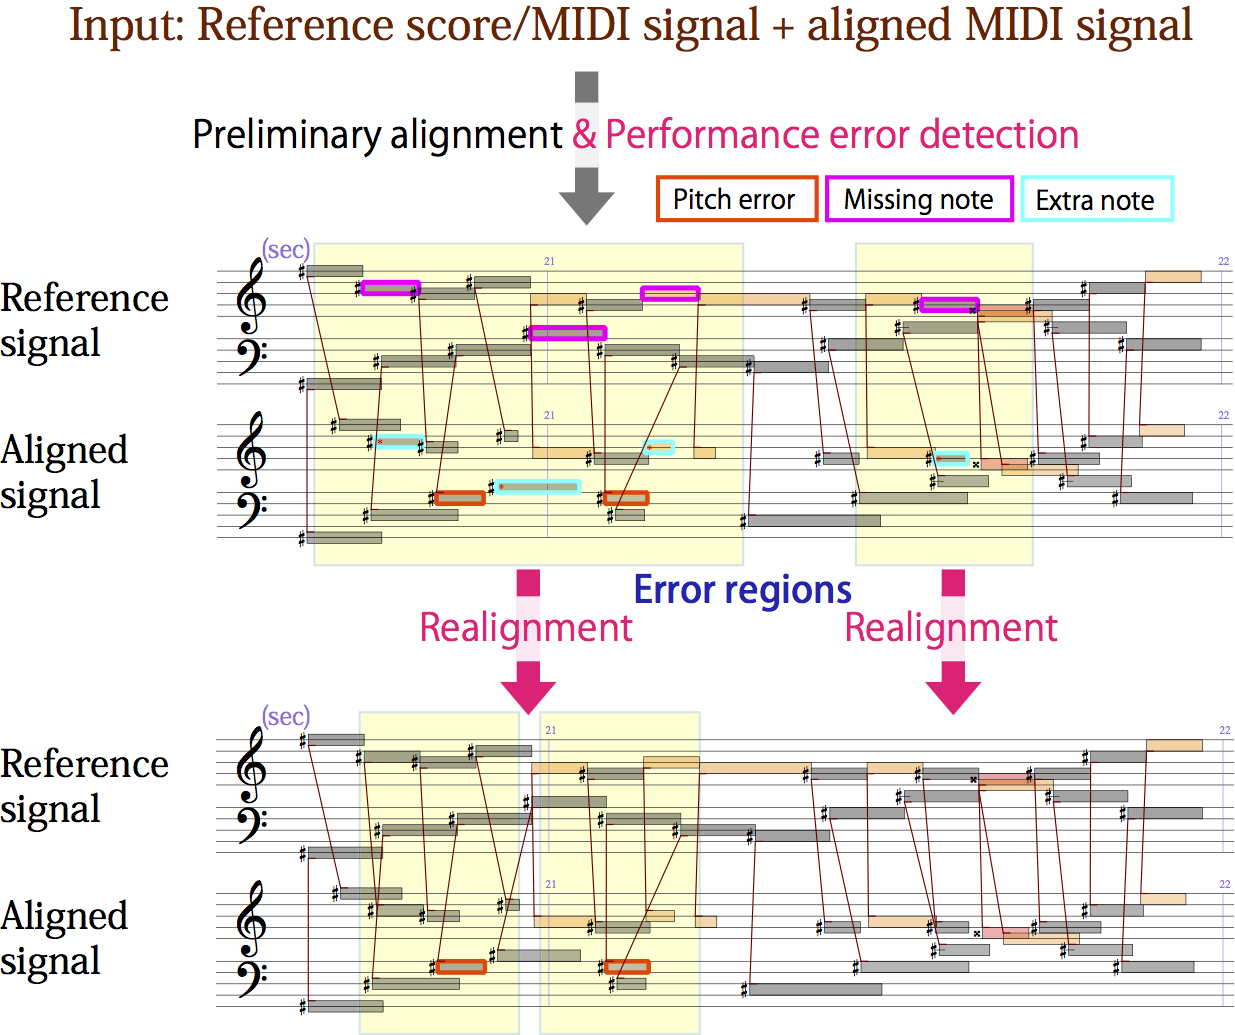 Input: Reference score/MIDI signal + aligned MIDI signal
Preliminary alignment & Performance error detection
Pitch error Missing note Extra note
(sec)
21 22
Reference
signal
21 22
Aligned
signal
Error regions
Realignment Realignment
(sec)
21 22
Reference
signal
21 22
Aligned
signal